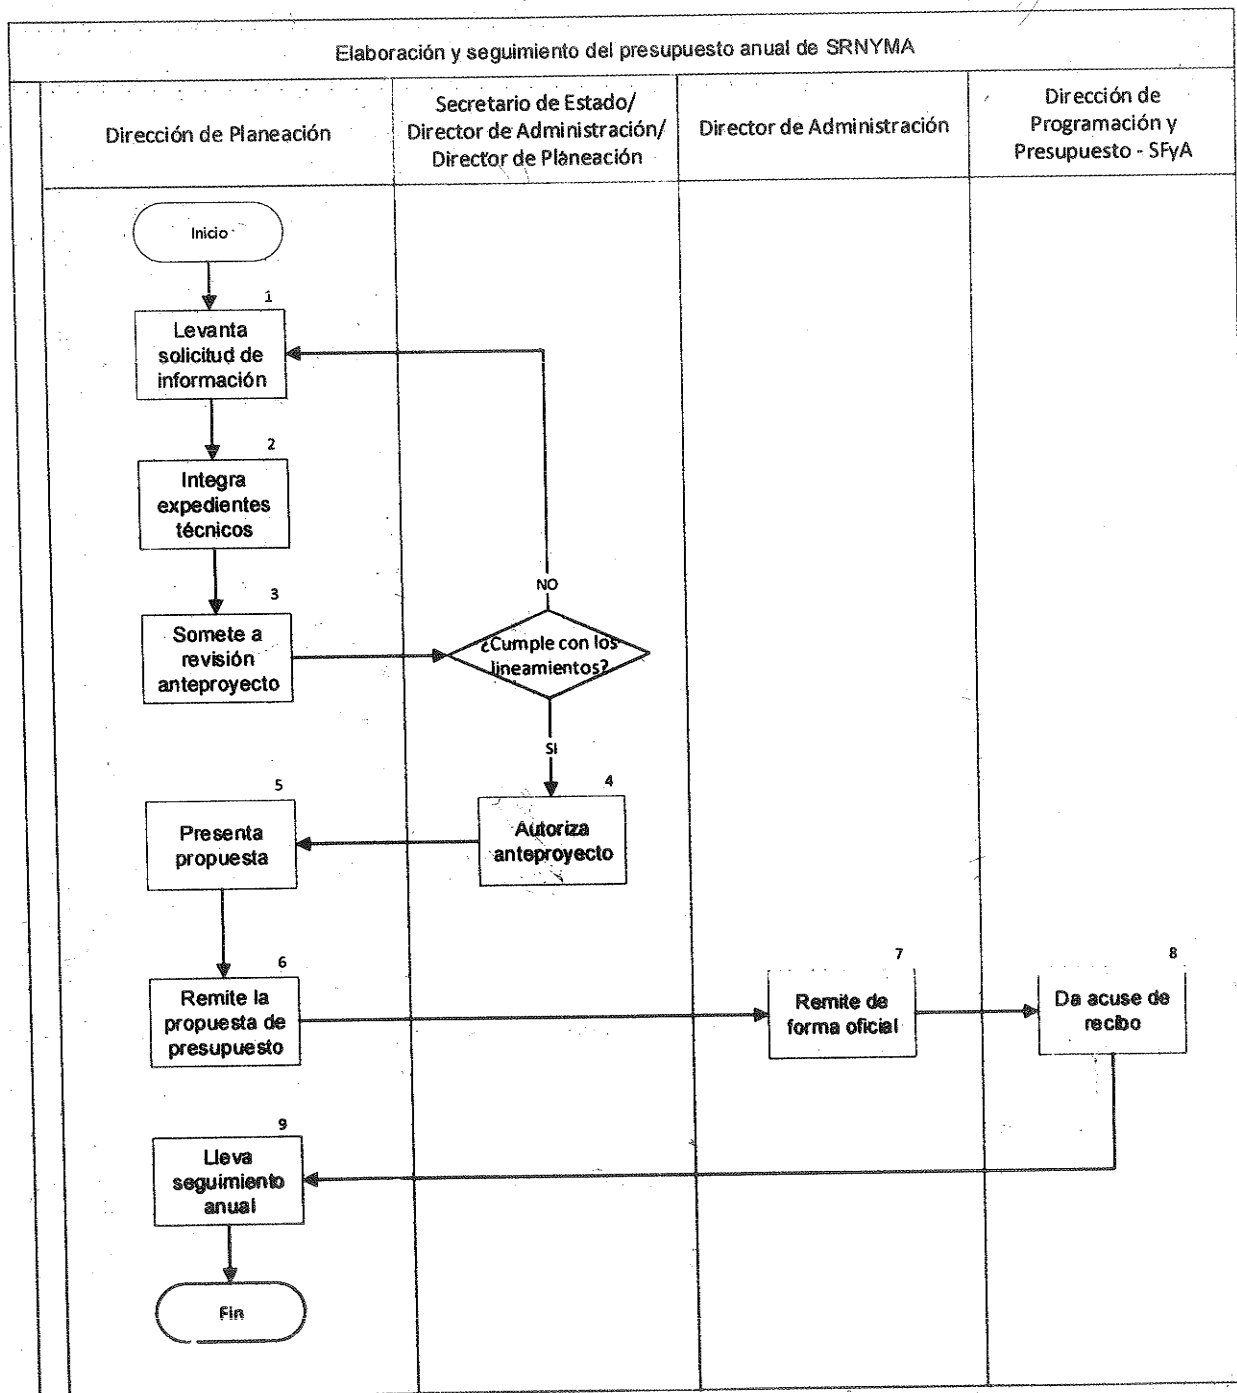 Elaboración y seguimiento del presupuesto anual de SRNYMA
Dirección de Planeación
Secretario de Estado/
Director de Administración/
Director de Planeación
Director de Administración
Dirección de
Programación y
Presupuesto - SFyA
Inicio
1
Levanta
solicitud de
información
2
Integra
expedientes
técnicos
3
Somete a
revisión
anteproyecto
NO
¿Cumple con los
lineamientos?
SI
4
Autoriza
anteproyecto
5
Presenta
propuesta
6
Remite la
propuesta de
presupuesto
7
Remite de
forma oficial
8
Da acuse de
recibo
9
Lleva
seguimiento
anual
Fin